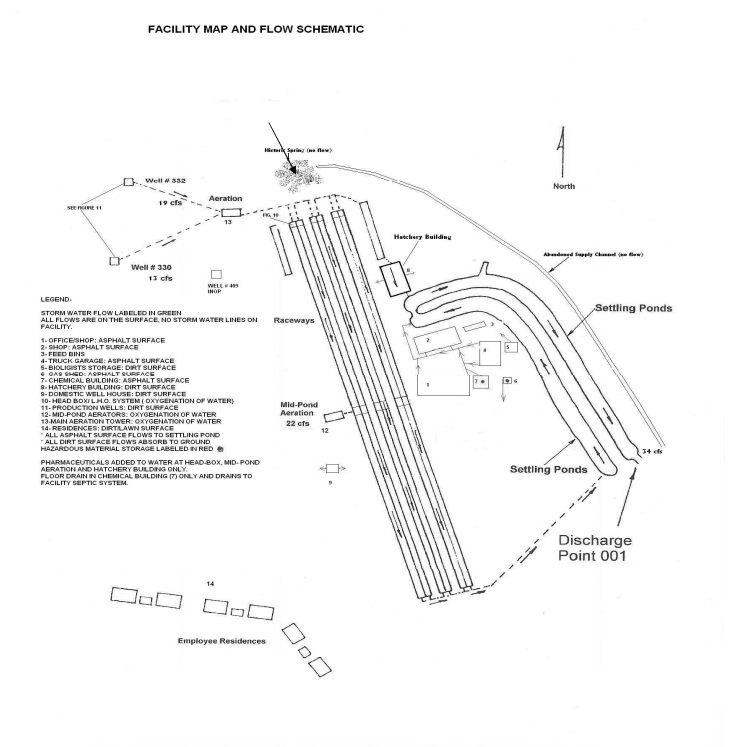 FACILITY MAP AND FLOW SCHEMATIC
Historic Spring (no flow)
North
Well # 332
19 cfs
Aeration
13
SEE FIGURE 11
FIG. 10
Well # 330
13 cfs
WELL # 409
INOP
Hatchery Building
8
Abandoned Supply Channel (no flow)
Settling Ponds
LEGEND-
STORM WATER FLOW LABELED IN GREEN
ALL FLOWS ARE ON THE SURFACE, NO STORM WATER LINES ON
FACILITY.
1- OFFICE/SHOP: ASPHALT SURFACE
2- SHOP: ASPHALT SURFACE
3- FEED BINS
4- TRUCK GARAGE: ASPHALT SURFACE
5- BIOLIGISTS STORAGE: DIRT SURFACE
6- GAS SHED: ASPHALT SURFACE
7- CHEMICAL BUILDING: ASPHALT SURFACE
8- HATCHERY BUILDING: DIRT SURFACE
9- DOMESTIC WELL HOUSE: DIRT SURFACE
10- HEAD BOX/ L.H.O. SYSTEM ( OXYGENATION OF WATER)
11- PRODUCTION WELLS: DIRT SURFACE
12- MID-POND AERATORS: OXYGENATION OF WATER
13-MAIN AERATION TOWER: OXYGENATION OF WATER
14- RESIDENCES: DIRT/LAWN SURFACE
* ALL ASPHALT SURFACE FLOWS TO SETTLING POND
* ALL DIRT SURFACE FLOWS ABSORB TO GROUND
HAZARDOUS MATERIAL STORAGE LABELED IN RED
PHARMACEUTICALS ADDED TO WATER AT HEAD-BOX, MID- POND
AERATION AND HATCHERY BUILDING ONLY.
FLOOR DRAIN IN CHEMICAL BUILDING (7) ONLY AND DRAINS TO
FACILITY SEPTIC SYSTEM.
Raceways
3
2
4
5
1
7
6
Mid-Pond
Aeration
22 cfs
12
9
34 cfs
Settling Ponds
Discharge
Point 001
14
Employee Residences